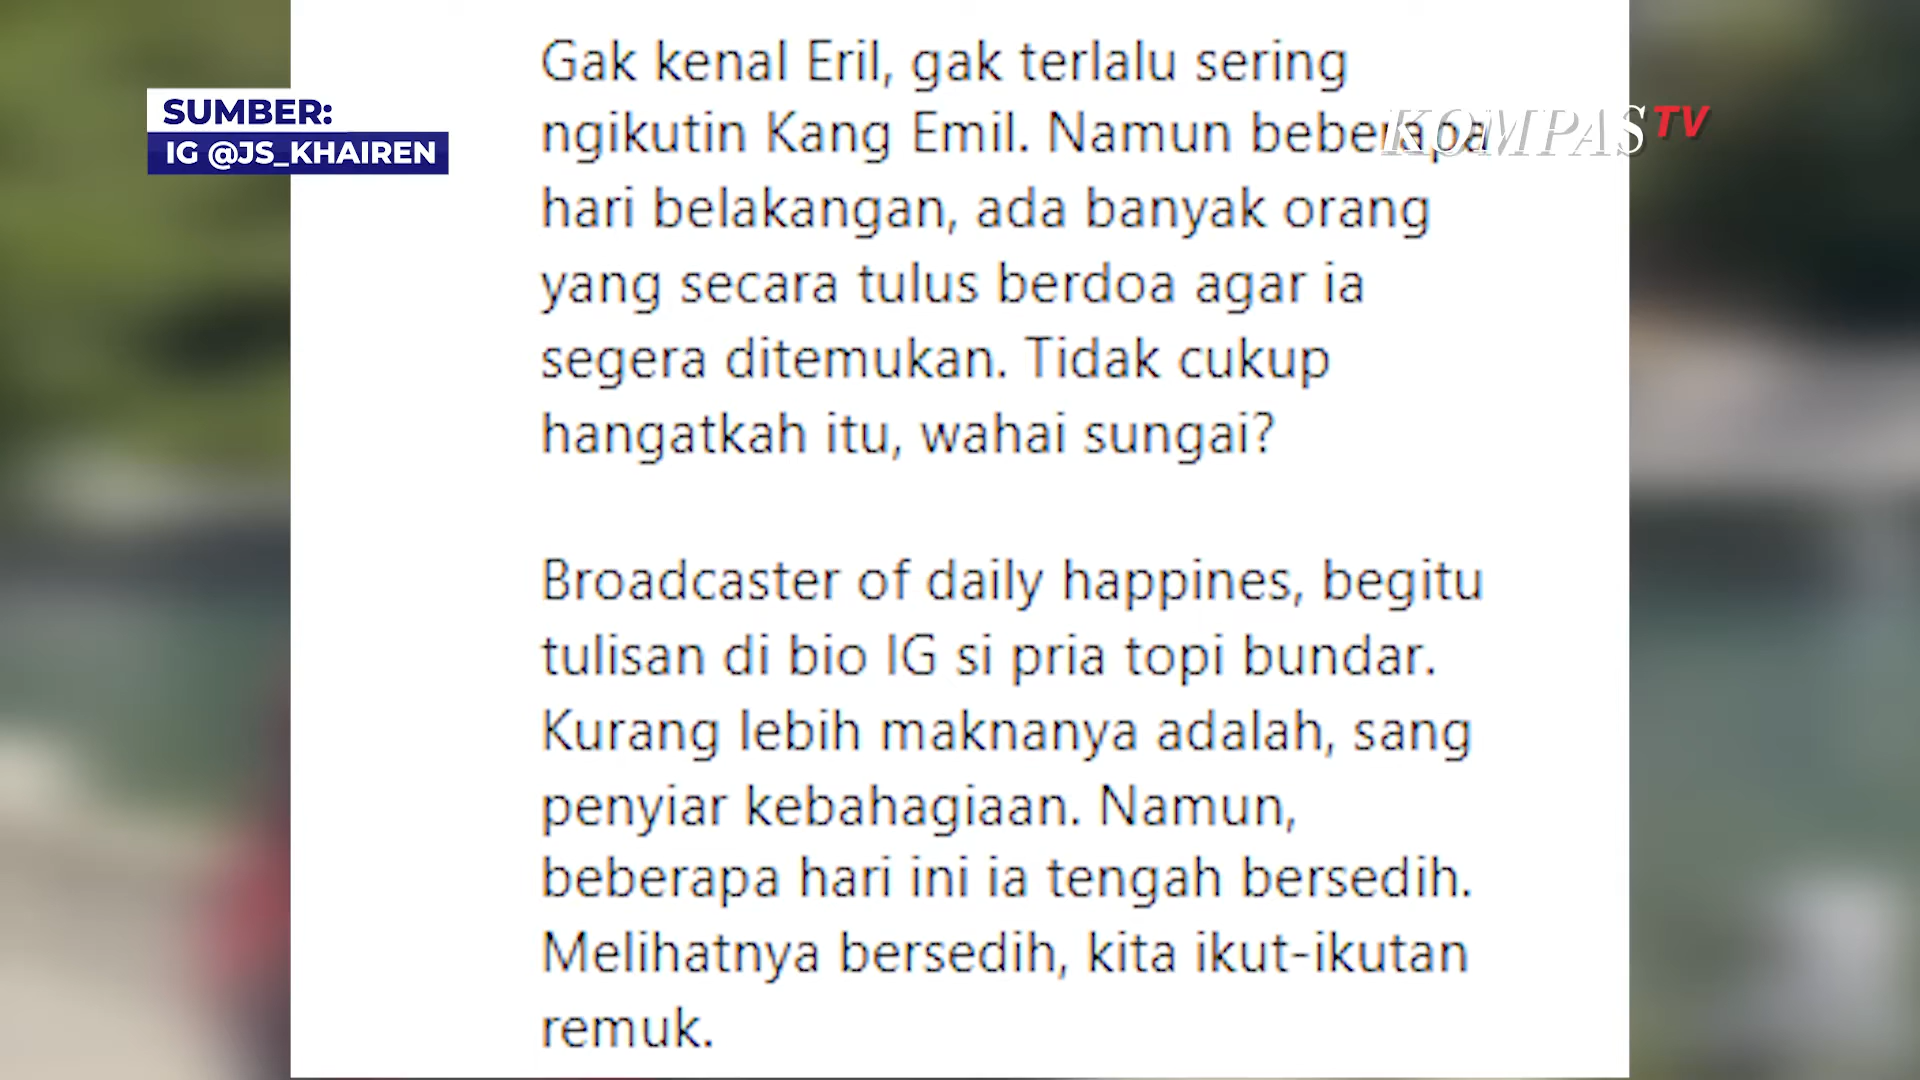 SUMBER:
IG @JS_KHAIREN
KOMPAS TV
Gak kenal Eril, gak terlalu sering
ngikutin Kang Emil. Namun beberapa
hari belakangan, ada banyak orang
yang secara tulus berdoa agar ia
segera ditemukan. Tidak cukup
hangatkah itu, wahai sungai?
Broadcaster of daily happines, begitu
tulisan di bio IG si pria topi bundar.
Kurang lebih maknanya adalah, sang
penyiar kebahagiaan. Namun,
beberapa hari ini ia tengah bersedih.
Melihatnya bersedih, kita ikut-ikutan
remuk.